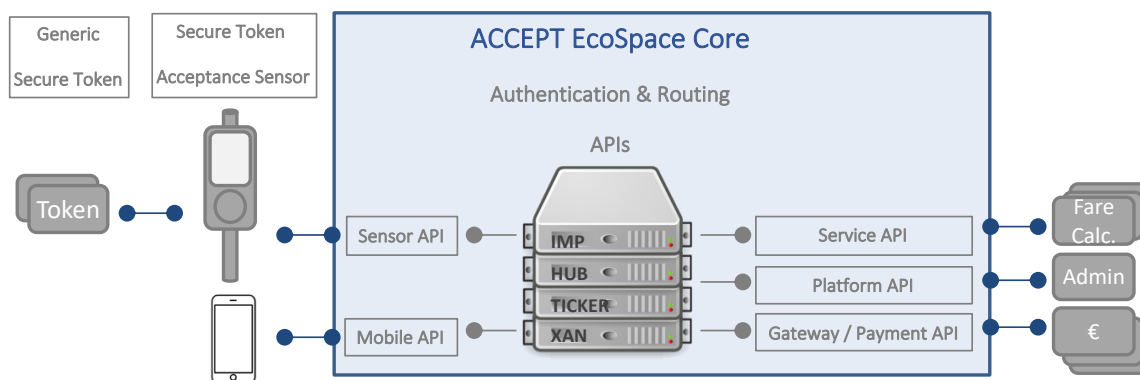 Generic
Secure Token
Secure Token
Acceptance Sensor
ACCEPT EcoSpace Core
Authentication & Routing
APIs
Token
Sensor API
Mobile API
IMP
HUB
TICKER
XAN
Service API
Platform API
Gateway / Payment API
Fare
Calc.
Admin
€